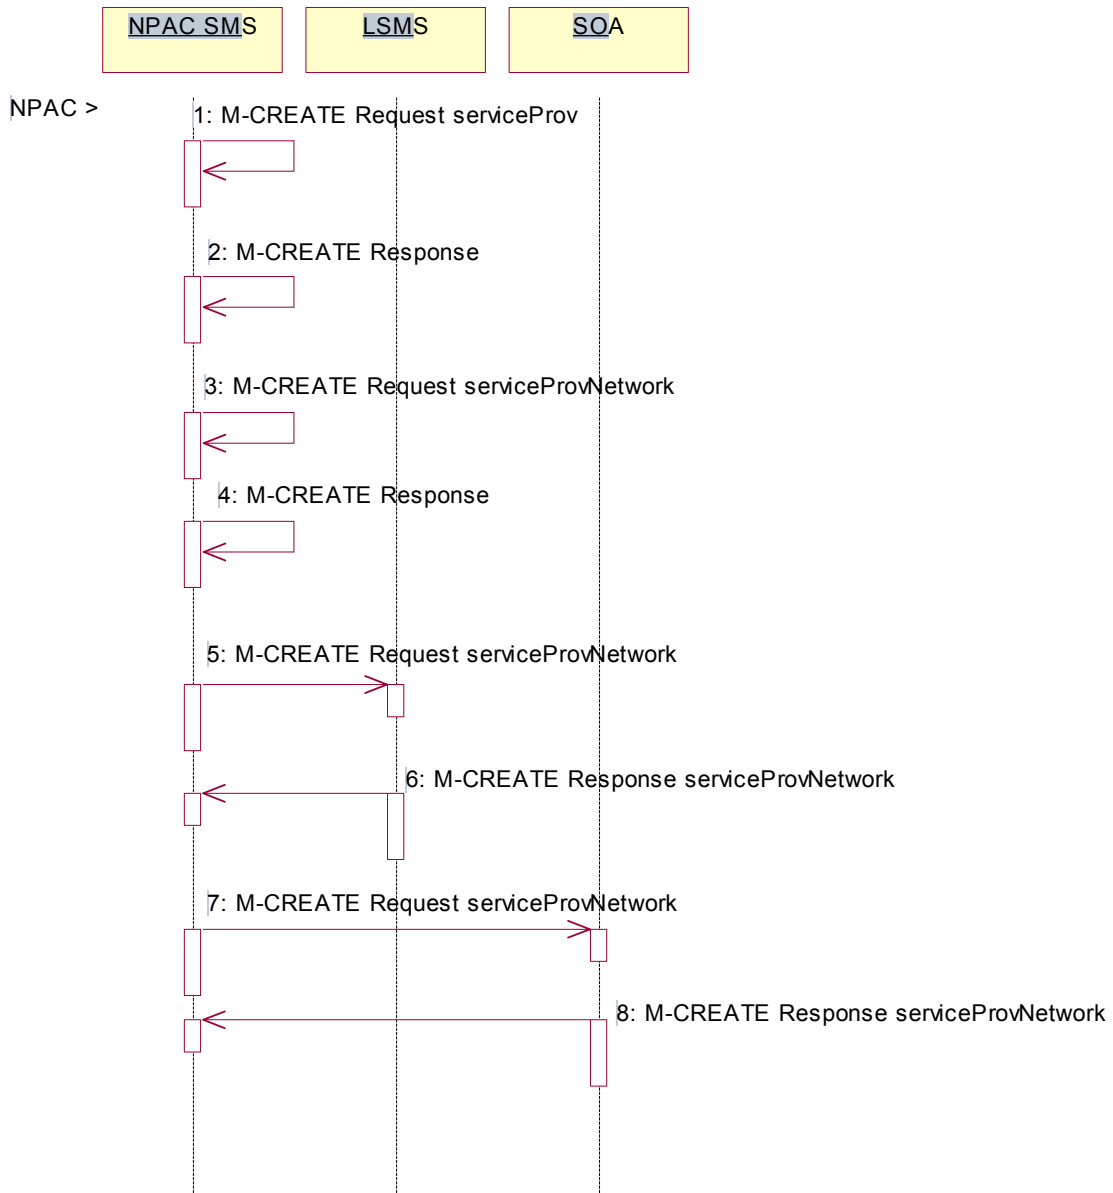 NPAC SMS LSMS SOA
NPAC >
1: M-CREATE Request serviceProv
2: M-CREATE Response
3: M-CREATE Request serviceProvNetwork
4: M-CREATE Response
5: M-CREATE Request serviceProvNetwork
6: M-CREATE Response serviceProvNetwork
7: M-CREATE Request serviceProvNetwork
8: M-CREATE Response serviceProvNetwork